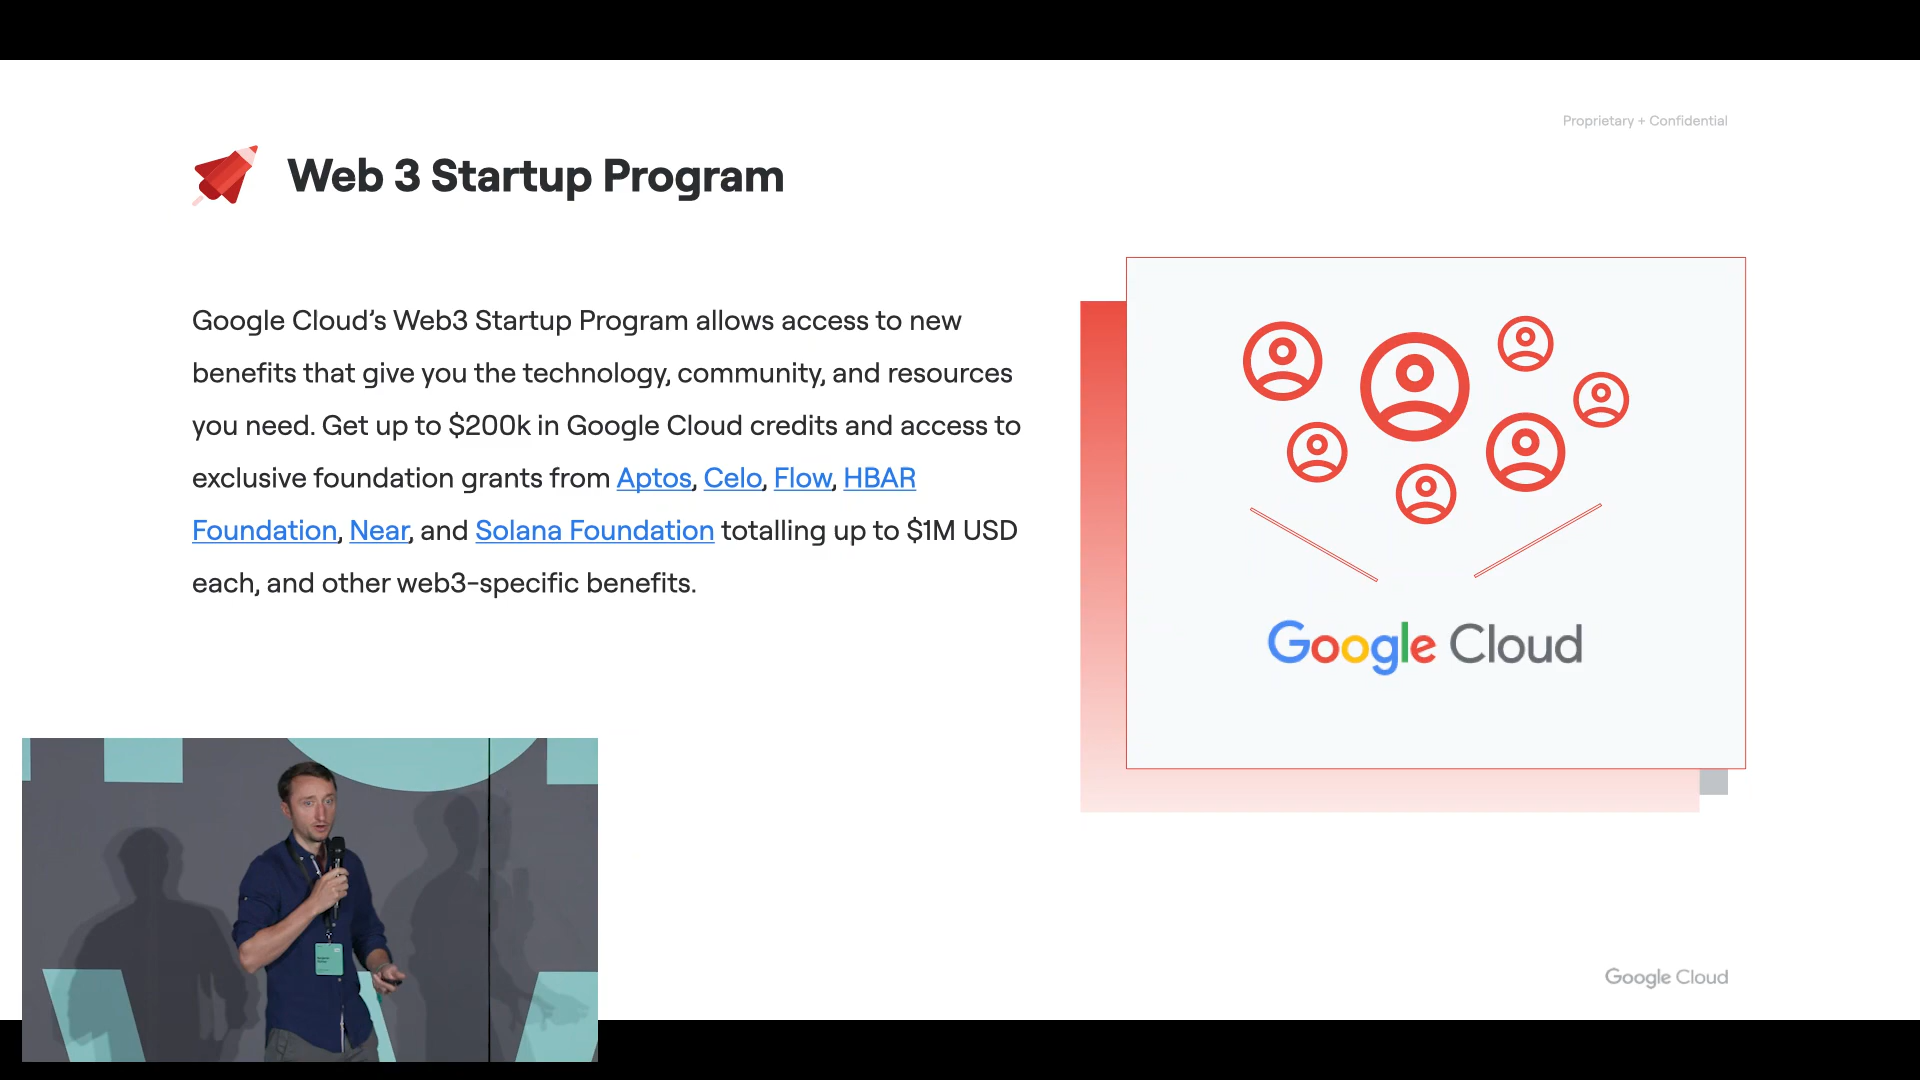 Proprietary + Confidential
Web 3 Startup Program
Google Cloud’s Web3 Startup Program allows access to new
benefits that give you the technology, community, and resources
you need. Get up to $200k in Google Cloud credits and access to
exclusive foundation grants from Aptos, Celo, Flow, HBAR
Foundation, Near, and Solana Foundation totalling up to $1M USD
each, and other web3-specific benefits.
Google Cloud
Google Cloud